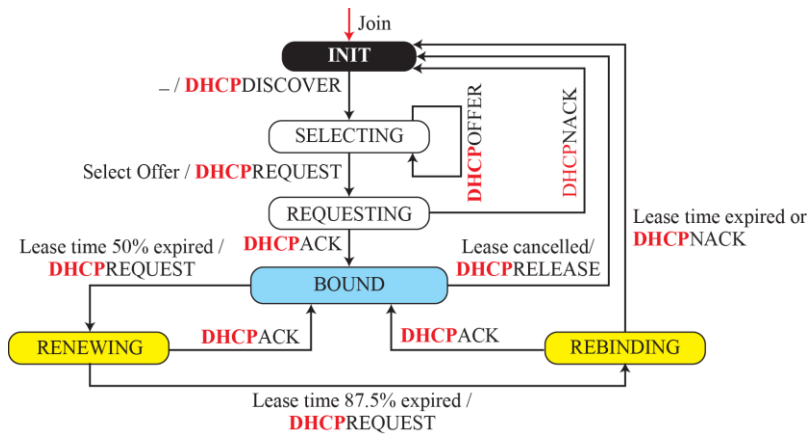 Join
INIT
– / DHCPDISCOVER
SELECTING
DHCPOFFER
DHCPNACK
Select Offer / DHCPREQUEST
REQUESTING
Lease time expired or
DHCPNACK
DHCPACK
Lease time 50% expired /
DHCPREQUEST
Lease cancelled/
DHCPRELEASE
BOUND
RENEWING
DHCPACK
DHCPACK
REBINDING
Lease time 87.5% expired /
DHCPREQUEST